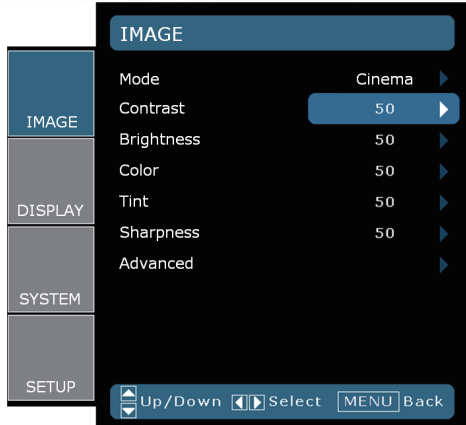 IMAGE
IMAGE
DISPLAY
SYSTEM
SETUP
Mode Cinema
Contrast 50
Brightness 50
Color 50
Tint 50
Sharpness 50
Advanced
Up/Down Select MENU Back